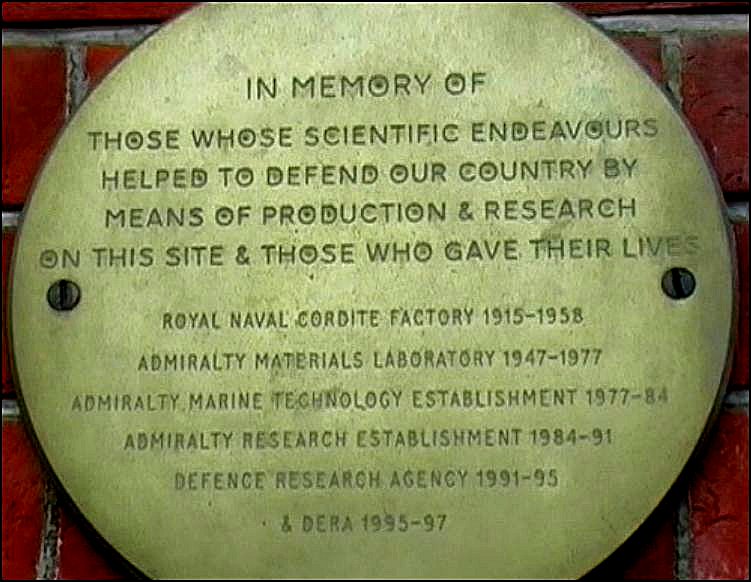 IN MEMORY OF
THOSE WHOSE SCIENTIFIC ENDEAVOURS
HELPED TO DEFEND OUR COUNTRY BY
MEANS OF PRODUCTION & RESEARCH
ON THIS SITE & THOSE WHO GAVE THEIR LIVES
ROYAL NAVAL CORDITE FACTORY 1915-1958
ADMIRALTY MATERIALS LABORATORY 1947-1977
ADMIRALTY MARINE TECHNOLOGY ESTABLISHMENT 1977-84
ADMIRALTY RESEARCH ESTABLISHMENT 1984-91
DEFENCE RESEARCH AGENCY 1991-95
& DERA 1995-97